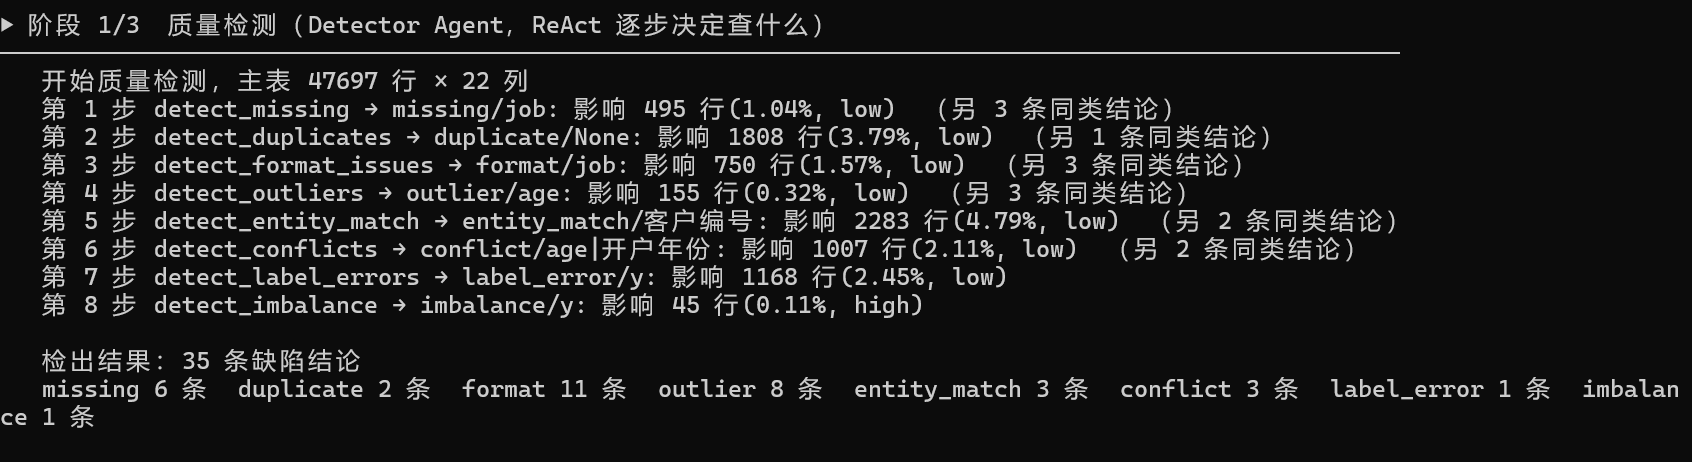 ▶ 阶段 1/3  质量检测（Detector Agent, ReAct 逐步决定查什么）
开始质量检测, 主表 47697 行 × 22 列
第 1 步 detect_missing → missing/job: 影响 495 行(1.04%, low)  （另 3 条同类结论）
第 2 步 detect_duplicates → duplicate/None: 影响 1808 行(3.79%, low)  （另 1 条同类结论）
第 3 步 detect_format_issues → format/job: 影响 750 行(1.57%, low)  （另 3 条同类结论）
第 4 步 detect_outliers → outlier/age: 影响 155 行(0.32%, low)  （另 3 条同类结论）
第 5 步 detect_entity_match → entity_match/客户编号: 影响 2283 行(4.79%, low)  （另 2 条同类结论）
第 6 步 detect_conflicts → conflict/age|开户年份: 影响 1007 行(2.11%, low)  （另 2 条同类结论）
第 7 步 detect_label_errors → label_error/y: 影响 1168 行(2.45%, low)
第 8 步 detect_imbalance → imbalance/y: 影响 45 行(0.11%, high)
检出结果: 35 条缺陷结论
missing 6 条  duplicate 2 条  format 11 条  outlier 8 条  entity_match 3 条  conflict 3 条  label_error 1 条  imbalan
ce 1 条